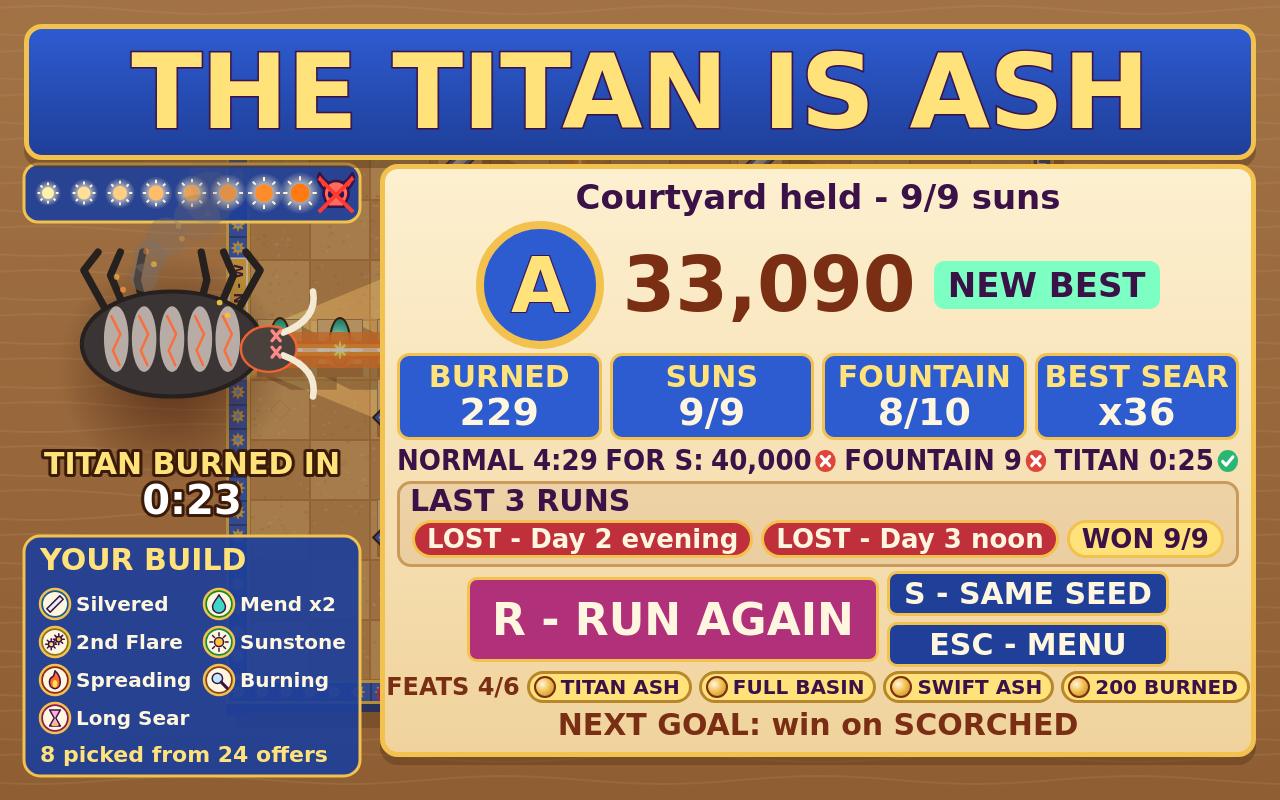 THE TITAN IS ASH
Courtyard held - 9/9 suns
A 33,090 NEW BEST
BURNED SUNS FOUNTAIN BEST SEAR
229 9/9 8/10 x36
NORMAL 4:29 FOR S: 40,000 FOUNTAIN 9 TITAN 0:25
LAST 3 RUNS
LOST - Day 2 evening LOST - Day 3 noon WON 9/9
R - RUN AGAIN
S - SAME SEED
ESC - MENU
FEATS 4/6 TITAN ASH FULL BASIN SWIFT ASH 200 BURNED
NEXT GOAL: win on SCORCHED
TITAN BURNED IN
0:23
YOUR BUILD
Silvered Mend x2
2nd Flare Sunstone
Spreading Burning
Long Sear
8 picked from 24 offers